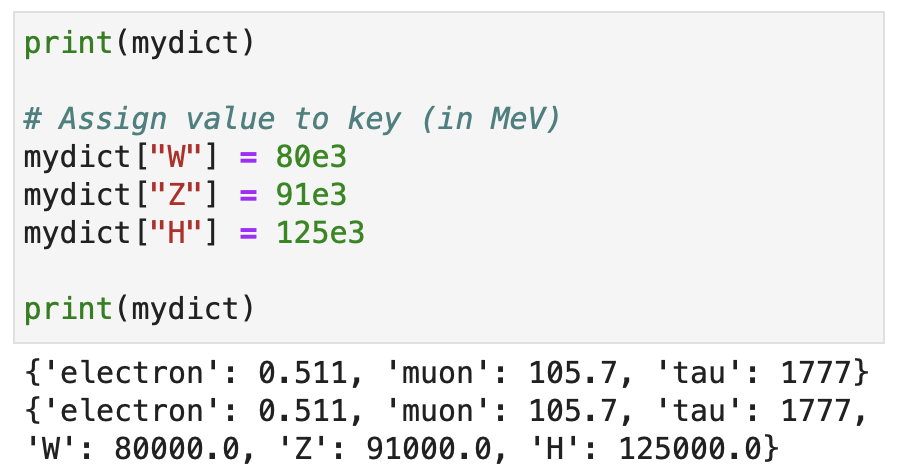 print(mydict)
# Assign value to key (in MeV)
mydict["W"] = 80e3
mydict["Z"] = 91e3
mydict["H"] = 125e3
print(mydict)
{'electron': 0.511, 'muon': 105.7, 'tau': 1777}
{'electron': 0.511, 'muon': 105.7, 'tau': 1777,
'W': 80000.0, 'Z': 91000.0, 'H': 125000.0}